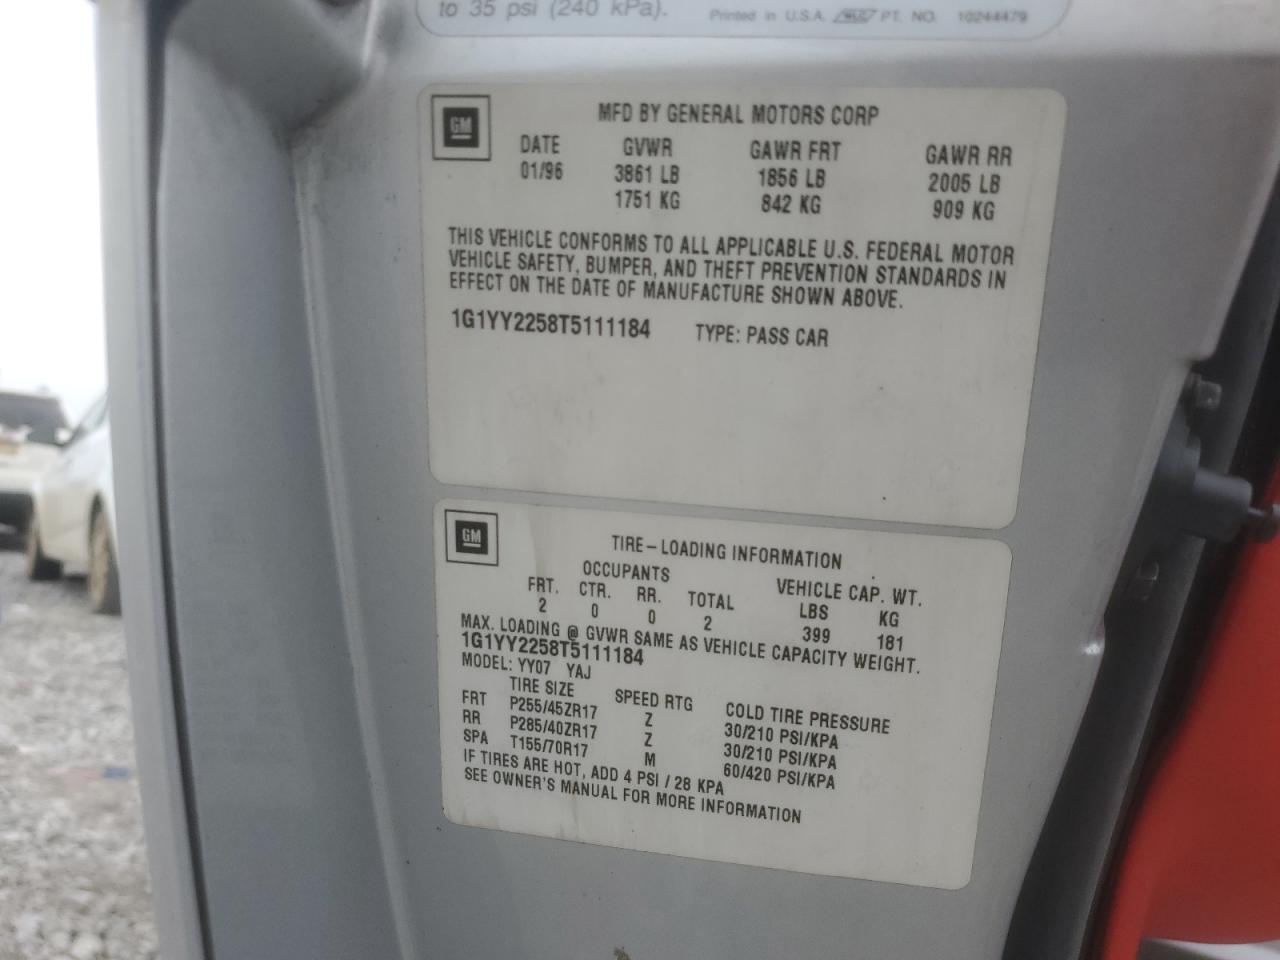 to 35 psi (240 kPa). Printed in U.S.A. PT. NO. 10244479
GM
MFD BY GENERAL MOTORS CORP
DATE GVWR GAWR FRT GAWR RR
01/96 3861 LB 1856 LB 2005 LB
1751 KG 842 KG 909 KG
THIS VEHICLE CONFORMS TO ALL APPLICABLE U.S. FEDERAL MOTOR
VEHICLE SAFETY, BUMPER, AND THEFT PREVENTION STANDARDS IN
EFFECT ON THE DATE OF MANUFACTURE SHOWN ABOVE.
1G1YY2258T5111184 TYPE: PASS CAR
GM
TIRE-LOADING INFORMATION
OCCUPANTS VEHICLE CAP. WT.
FRT. CTR. RR. TOTAL LBS KG
2 0 0 2 399 181
MAX. LOADING @ GVWR SAME AS VEHICLE CAPACITY WEIGHT.
1G1YY2258T5111184
MODEL: YY07 YAJ
TIRE SIZE SPEED RTG COLD TIRE PRESSURE
FRT P255/45ZR17 Z 30/210 PSI/KPA
RR P285/40ZR17 Z 30/210 PSI/KPA
SPA T155/70R17 M 60/420 PSI/KPA
IF TIRES ARE HOT, ADD 4 PSI / 28 KPA
SEE OWNER'S MANUAL FOR MORE INFORMATION